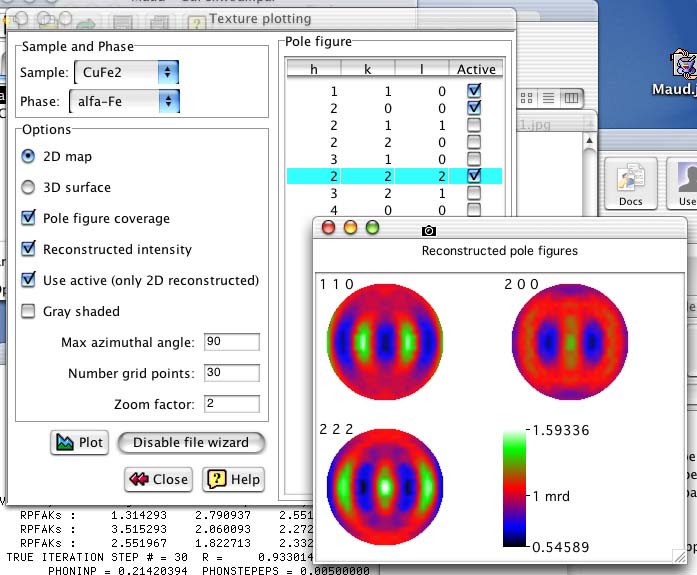 Texture plotting
Sample and Phase
Sample: CuFe2
Phase: alfa-Fe
Options
2D map
3D surface
Pole figure coverage
Reconstructed intensity
Use active (only 2D reconstructed)
Gray shaded
Max azimuthal angle: 90
Number grid points: 30
Zoom factor: 2
Plot
Disable file wizard
Close
Help
Pole figure
h k l Active
1 1 0
2 0 0
2 1 1
2 2 0
3 1 0
2 2 2
3 2 1
4 0 0
1.jpg
Maud.j
Docs
Use
Reconstructed pole figures
1 1 0
2 0 0
2 2 2
1.59336
1 mrd
0.54589
RPFAKs : 1.314293 2.790937 2.551
RPFAKs : 3.515293 2.060093 2.272
RPFAKs : 2.551967 1.822713 2.332
TRUE ITERATION STEP # = 30 R = 0.933014
PHONINP = 0.21420394 PHONSTEPEPS = 0.00500000